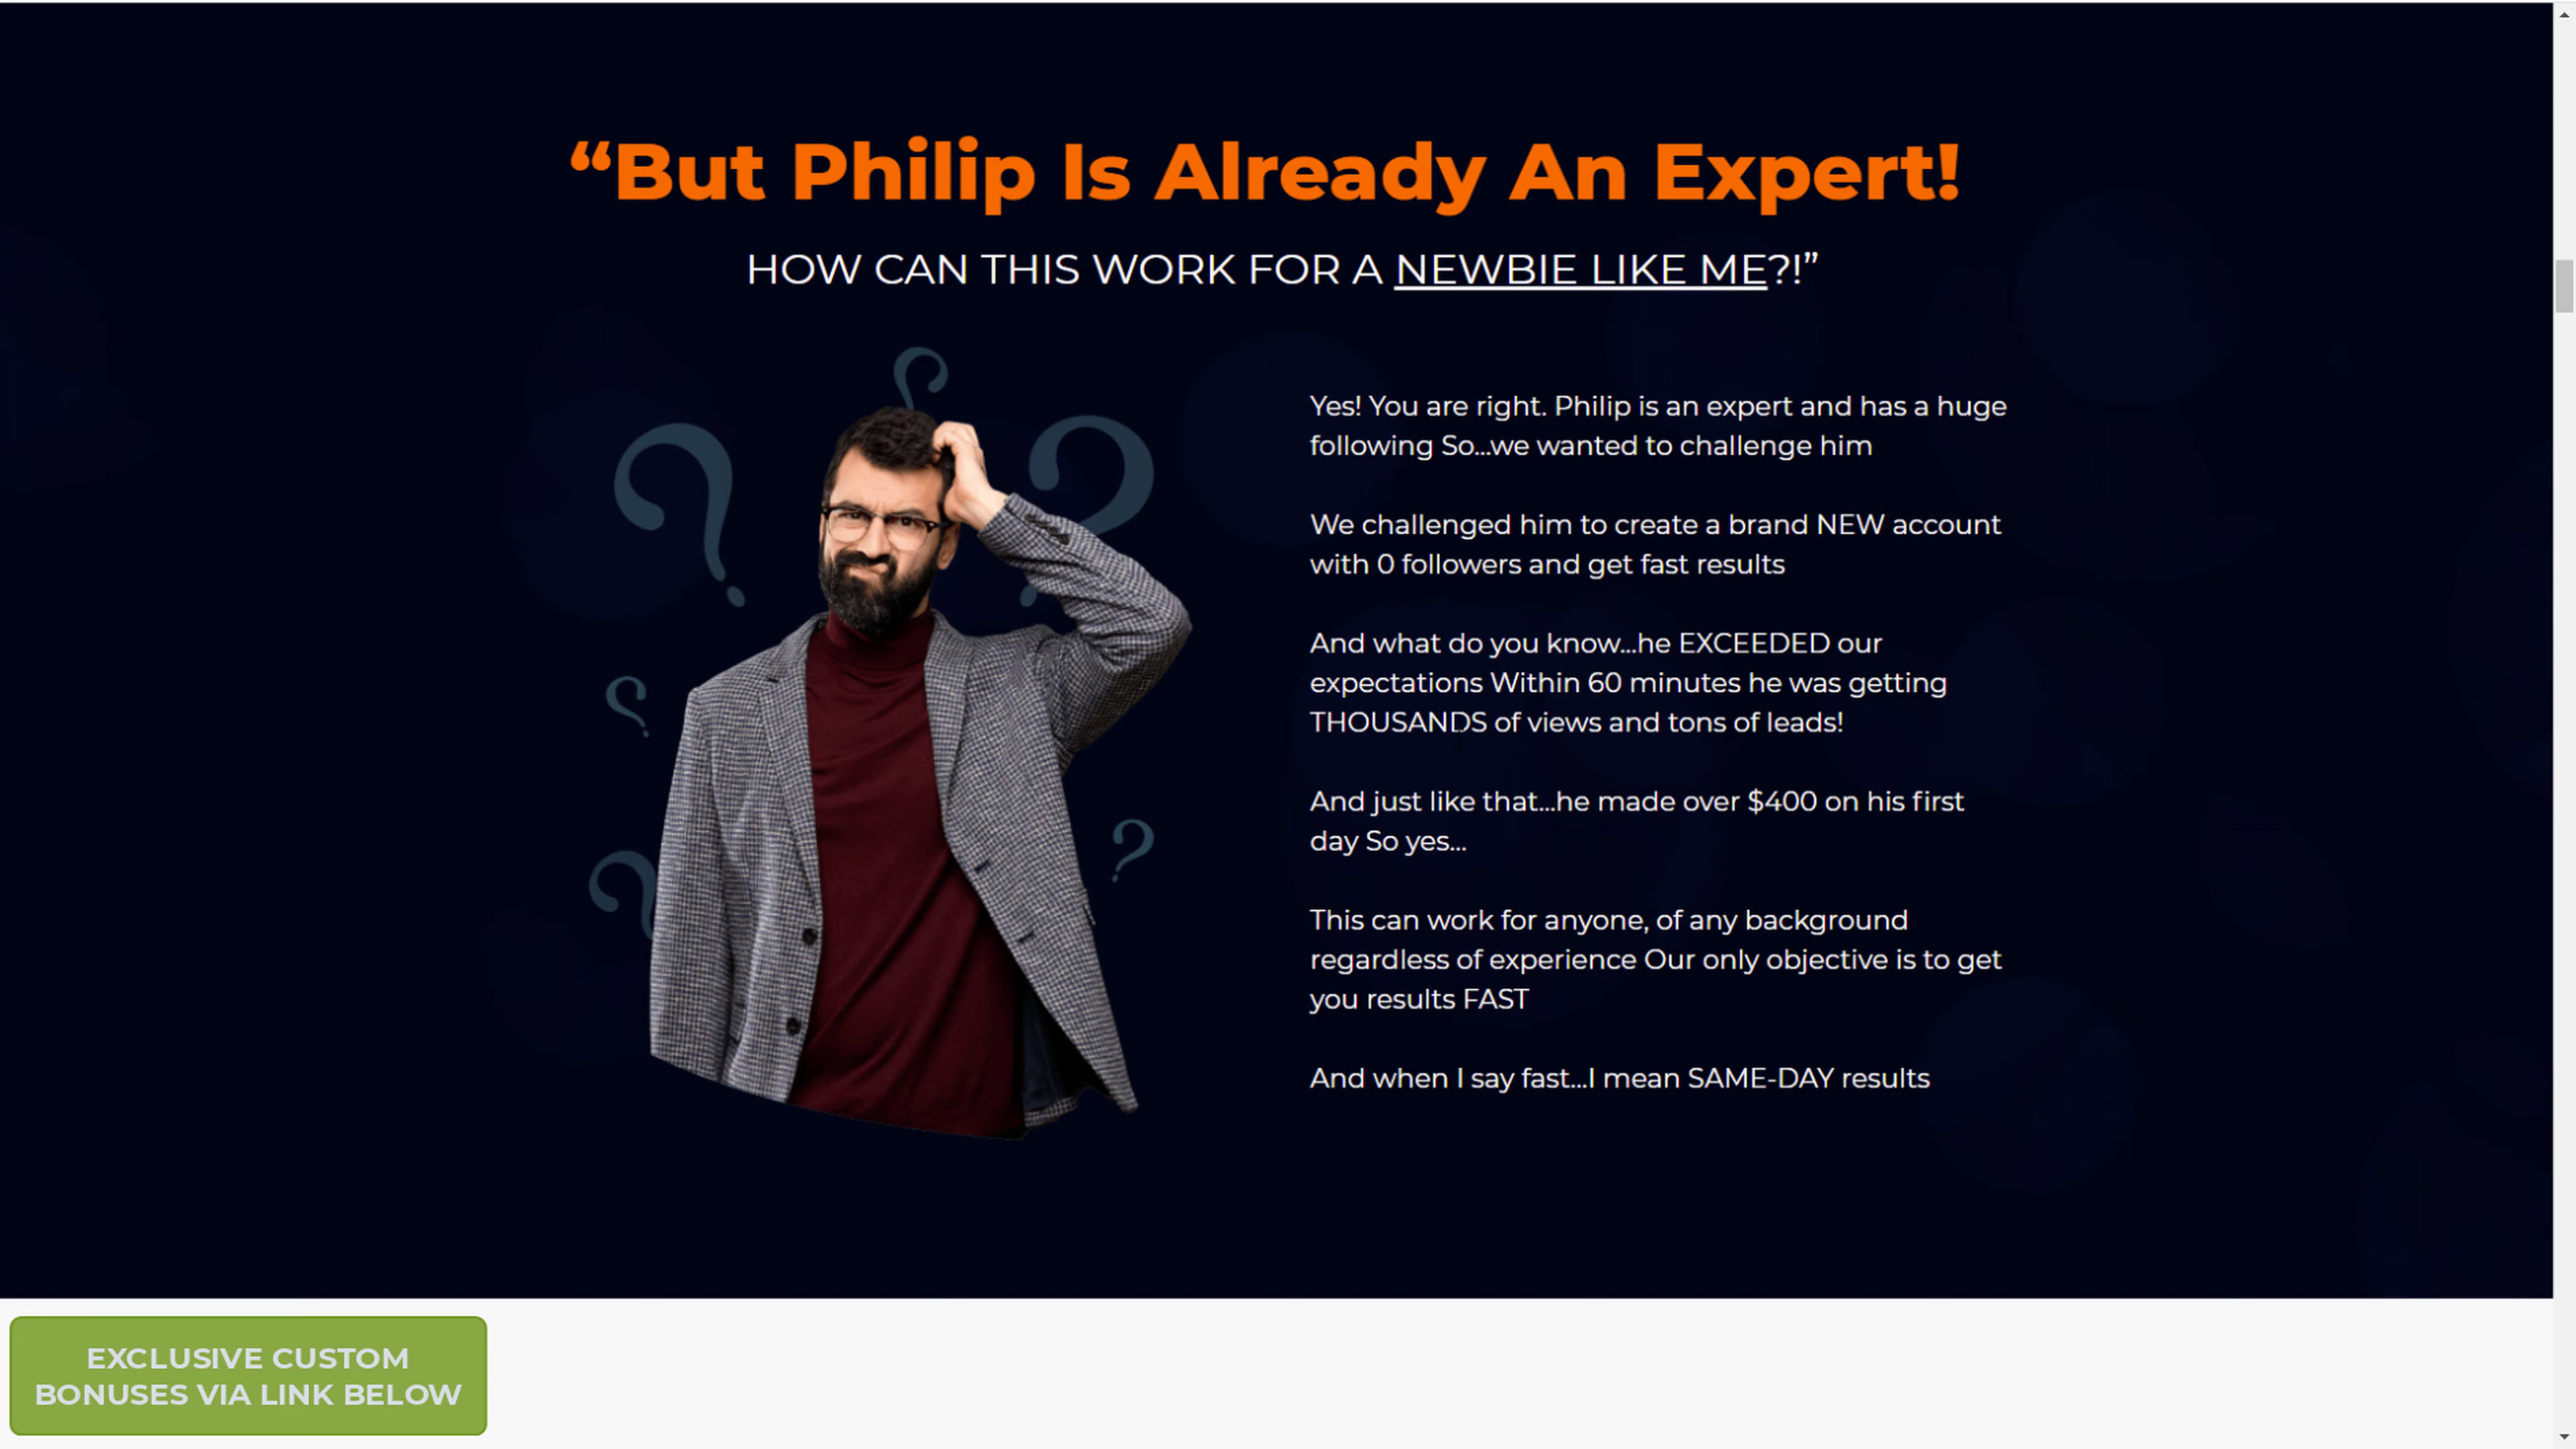 “But Philip Is Already An Expert!
HOW CAN THIS WORK FOR A NEWBIE LIKE ME?!”
Yes! You are right. Philip is an expert and has a huge
following So...we wanted to challenge him
We challenged him to create a brand NEW account
with 0 followers and get fast results
And what do you know...he EXCEEDED our
expectations Within 60 minutes he was getting
THOUSANDS of views and tons of leads!
And just like that...he made over $400 on his first
day So yes...
This can work for anyone, of any background
regardless of experience Our only objective is to get
you results FAST
And when I say fast...I mean SAME-DAY results
EXCLUSIVE CUSTOM
BONUSES VIA LINK BELOW